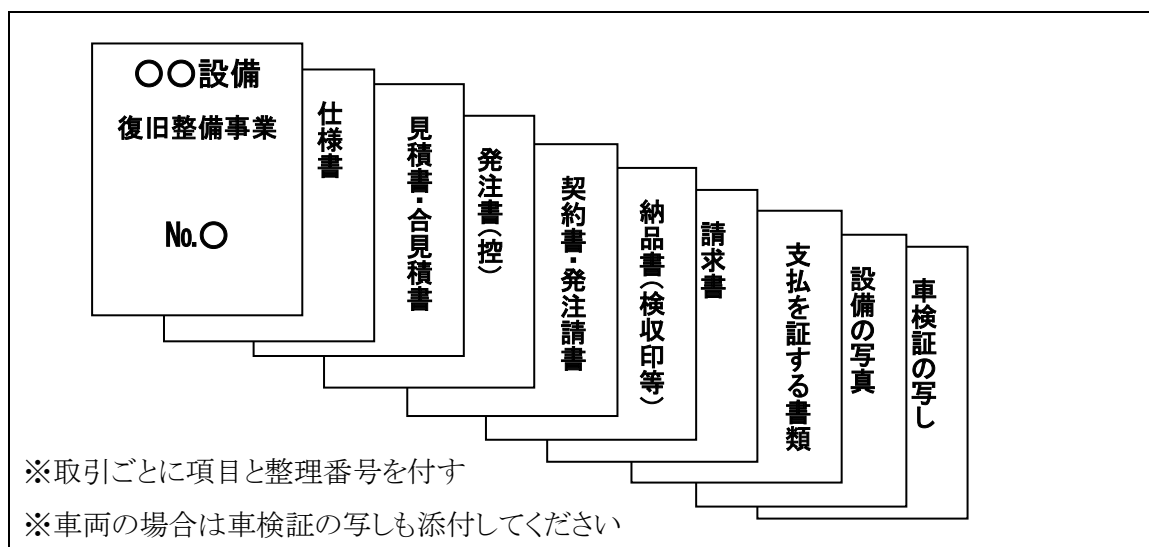 〇〇設備
復旧整備事業
№〇
仕様書
見積書・合見積書
発注書(控)
契約書・発注請書
納品書(検収印等)
請求書
支払を証する書類
設備の写真
車検証の写し
※取引ごとに項目と整理番号を付す
※車両の場合は車検証の写しも添付してください